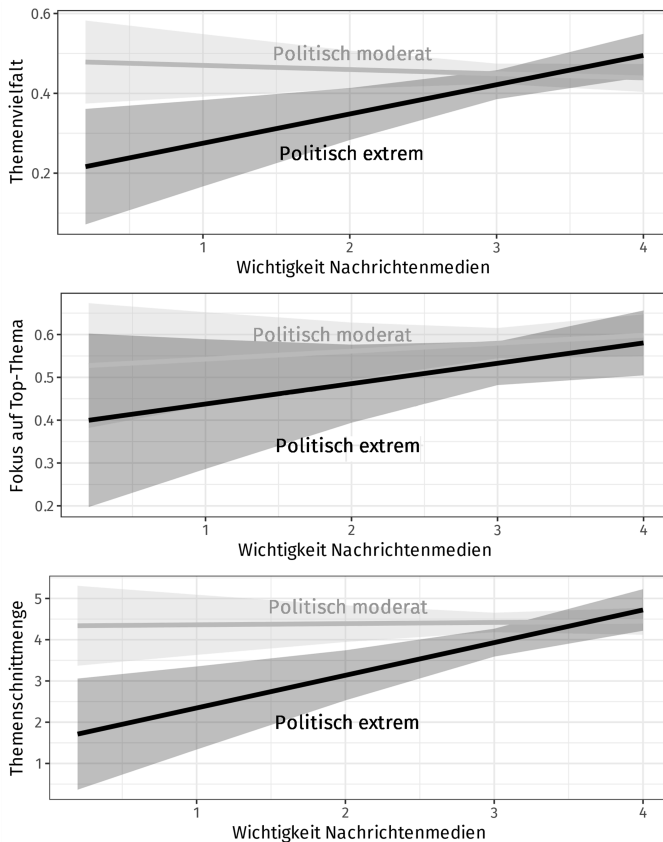 0.6
Politisch moderat
0.4
Politisch extrem
0.2
Themenvielfalt
1 2 3 4
Wichtigkeit Nachrichtenmedien
0.6
Politisch moderat
0.5
0.4
Politisch extrem
0.3
0.2
Fokus auf Top-Thema
1 2 3 4
Wichtigkeit Nachrichtenmedien
5
Politisch moderat
4
3
Politisch extrem
2
1
Themenschnittmenge
1 2 3 4
Wichtigkeit Nachrichtenmedien